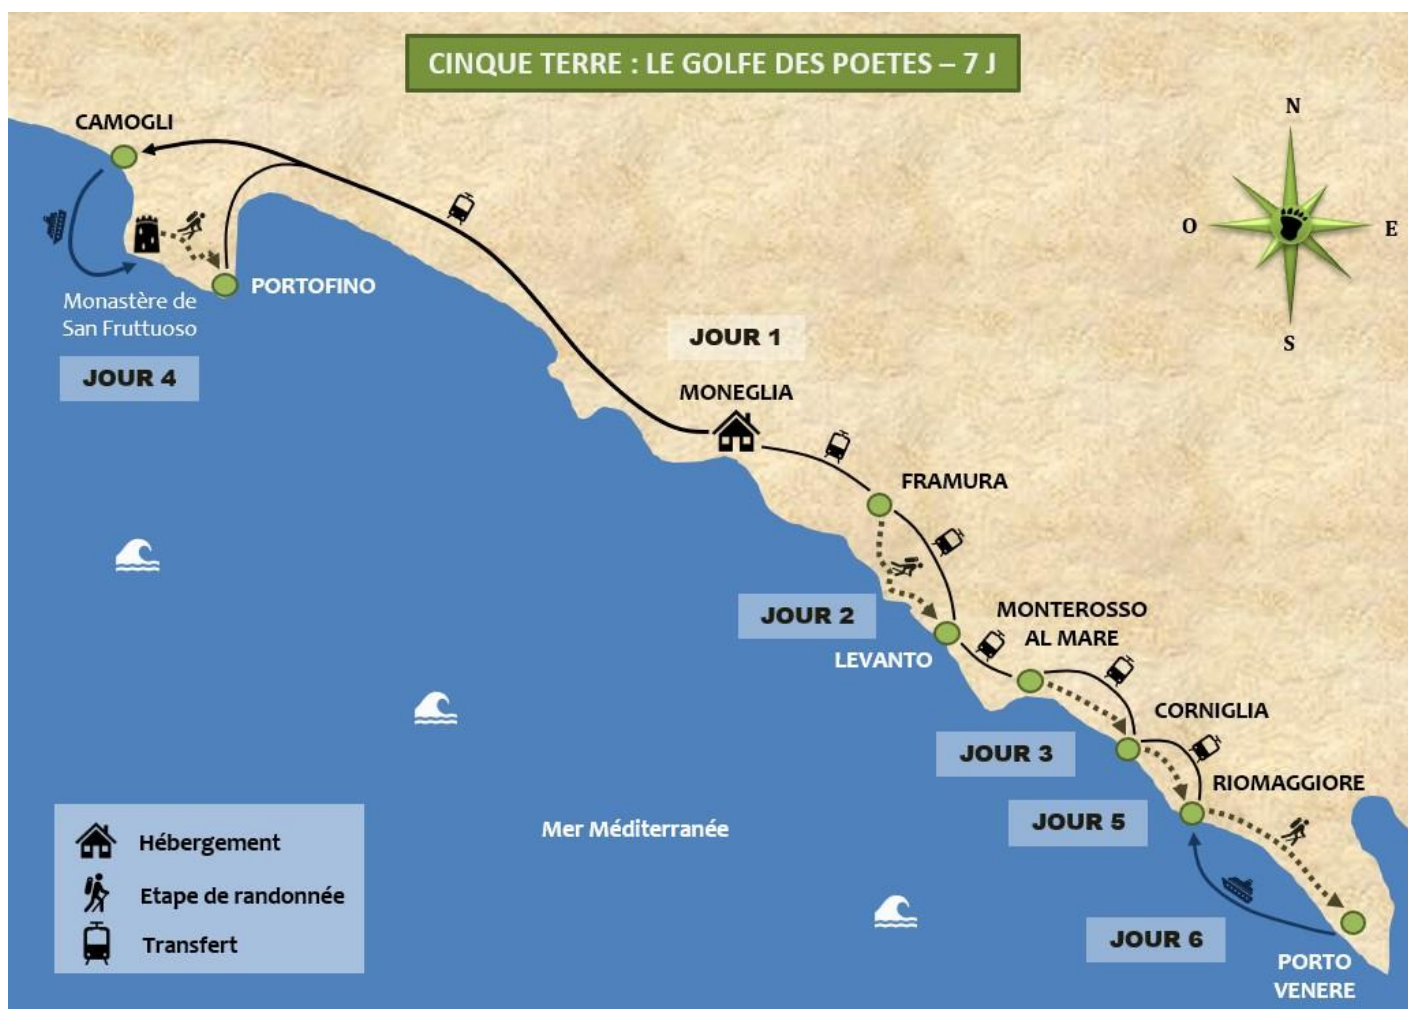 CINQUE TERRE : LE GOLFE DES POETES – 7 J
CAMOGLI
N
O
E
S
PORTOFINO
Monastère de
San Fruttuoso
JOUR 4
JOUR 1
MONEGLIA
FRAMURA
JOUR 2
LEVANTO
MONTEROSSO
AL MARE
CORNIGLIA
JOUR 3
RIOMAGGIORE
JOUR 5
Mer Méditerranée
Hébergement
Etape de randonnée
Transfert
JOUR 6
PORTO
VENERE